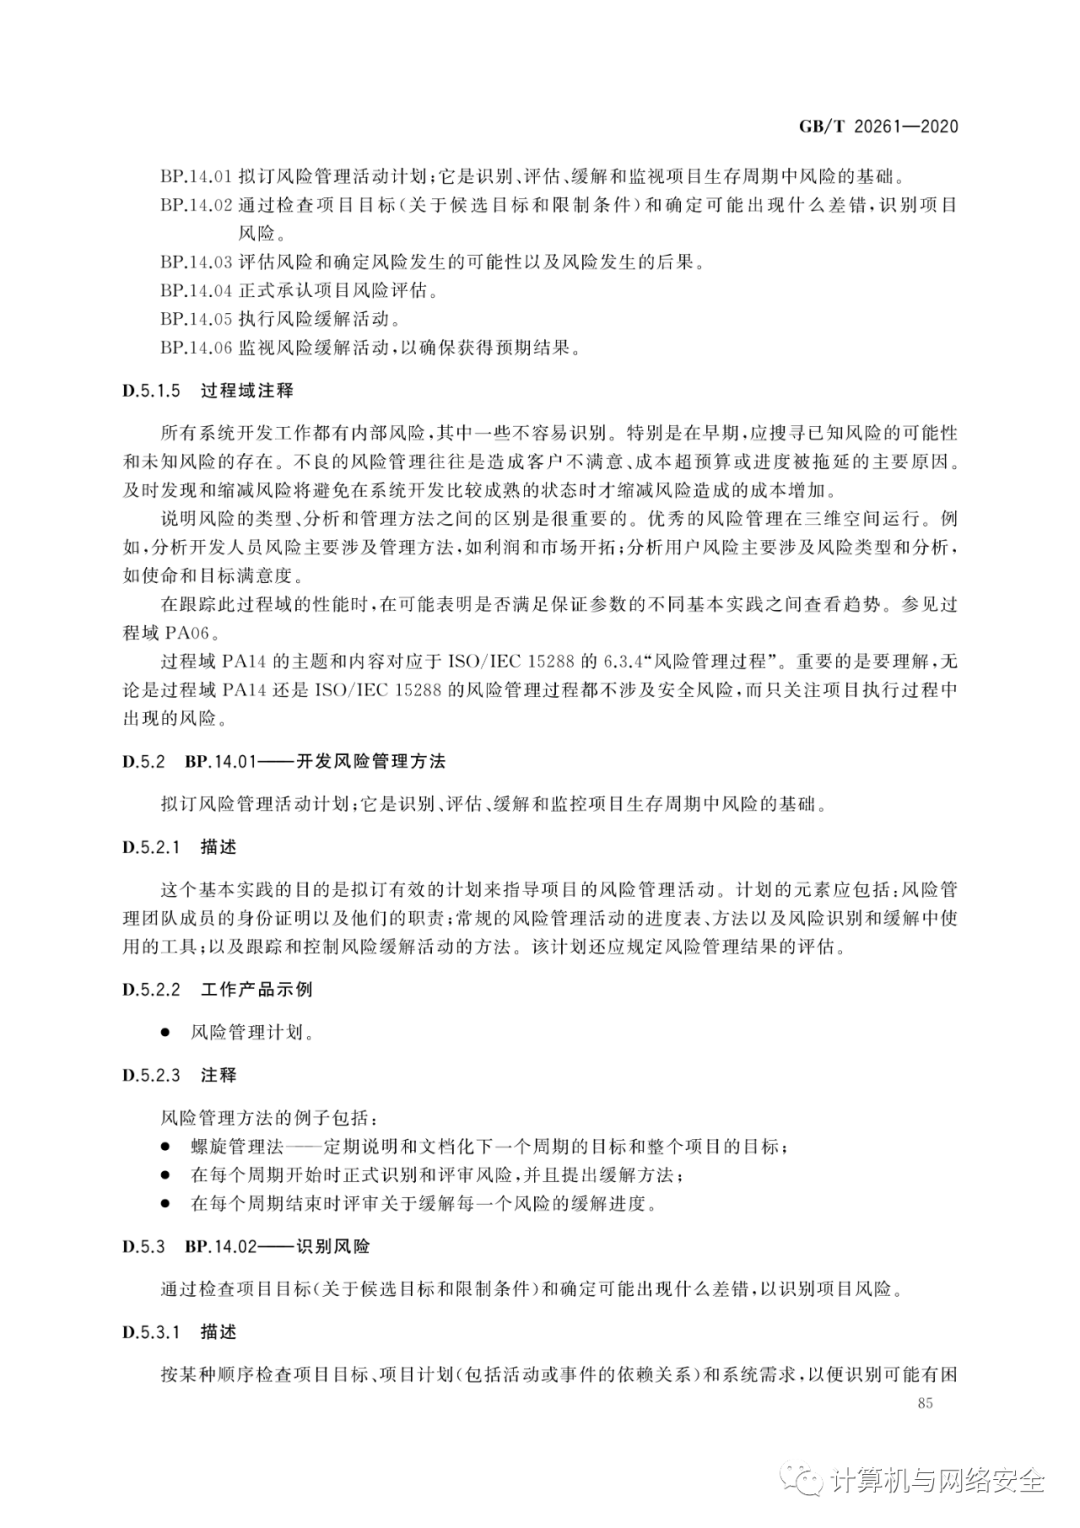 GB/T 20261—2020
BP.14.01 拟订风险管理活动计划;它是识别、评估、缓解和监视项目生存周期中风险的基础。
BP.14.02 通过检查项目目标(关于候选目标和限制条件)和确定可能出现什么差错,识别项目
风险。
BP.14.03 评估风险和确定风险发生的可能性以及风险发生的后果。
BP.14.04 正式承认项目风险评估。
BP.14.05 执行风险缓解活动。
BP.14.06 监视风险缓解活动,以确保获得预期结果。
D.5.1.5 过程域注释
所有系统开发工作都有内部风险,其中一些不容易识别。特别是在早期,应搜寻已知风险的可能性
和未知风险的存在。不良的风险管理往往是造成客户不满意、成本超预算或进度被拖延的主要原因。
及时发现和缩减风险将避免在系统开发比较成熟的状态时才缩减风险造成的成本增加。
说明风险的类型、分析和管理方法之间的区别是很重要的。优秀的风险管理在三维空间运行。例
如,分析开发人员风险主要涉及管理方法,如利润和市场开拓;分析用户风险主要涉及风险类型和分析,
如使命和目标满意度。
在跟踪此过程域的性能时,在可能表明是否满足保证参数的不同基本实践之间查看趋势。参见过
程域 PA06。
过程域 PA14 的主题和内容对应于 ISO/IEC 15288 的 6.3.4“风险管理过程”。重要的是要理解,无
论是过程域 PA14 还是 ISO/IEC 15288 的风险管理过程都不涉及安全风险,而只关注项目执行过程中
出现的风险。
D.5.2 BP.14.01——开发风险管理方法
拟订风险管理活动计划;它是识别、评估、缓解和监控项目生存周期中风险的基础。
D.5.2.1 描述
这个基本实践的目的是拟订有效的计划来指导项目的风险管理活动。计划的元素应包括:风险管
理团队成员的身份证明以及他们的职责;常规的风险管理活动的进度表、方法以及风险识别和缓解中使
用的工具;以及跟踪和控制风险缓解活动的方法。该计划还应规定风险管理结果的评估。
D.5.2.2 工作产品示例
● 风险管理计划。
D.5.2.3 注释
风险管理方法的例子包括:
● 螺旋管理法——定期说明和文档化下一个周期的目标和整个项目的目标;
● 在每个周期开始时正式识别和评审风险,并且提出缓解方法;
● 在每个周期结束时评审关于缓解每一个风险的缓解进度。
D.5.3 BP.14.02——识别风险
通过检查项目目标(关于候选目标和限制条件)和确定可能出现什么差错,以识别项目风险。
D.5.3.1 描述
按某种顺序检查项目目标、项目计划(包括活动或事件的依赖关系)和系统需求,以便识别可能有困
85
计算机与网络安全